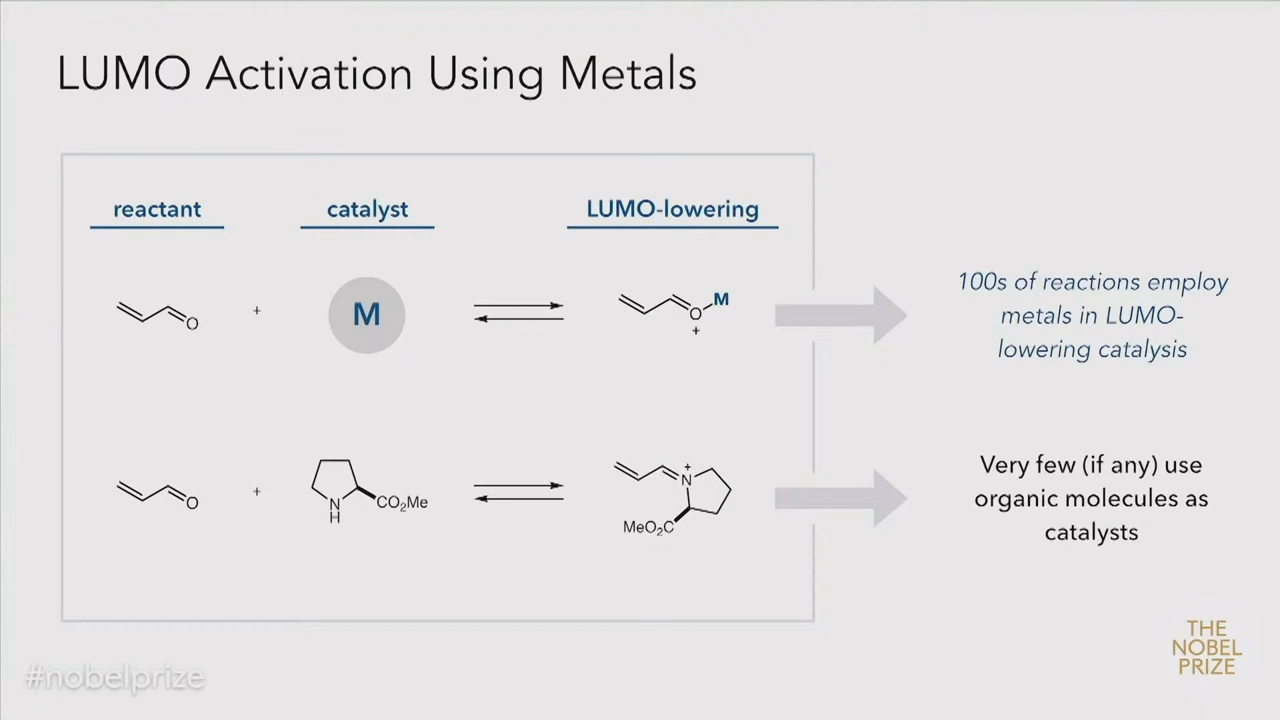 LUMO Activation Using Metals
reactant
catalyst
LUMO-lowering
O
+
M
M
O
+
100s of reactions employ
metals in LUMO-
lowering catalysis
O
+
N
H
CO₂Me
+
N
MeO₂C
Very few (if any) use
organic molecules as
catalysts
#nobelprize
THE
NOBEL
PRIZE